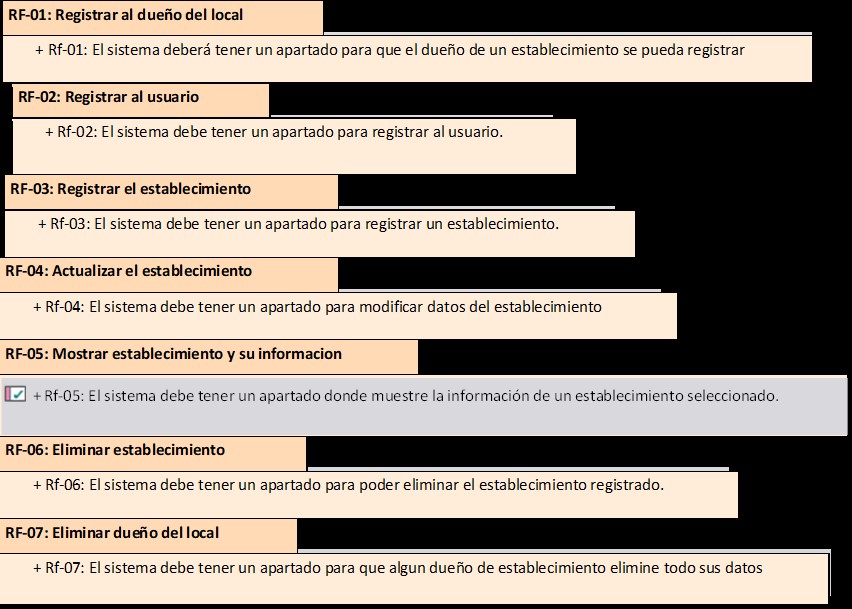 RF-01: Registrar al dueño del local
+ Rf-01: El sistema deberá tener un apartado para que el dueño de un establecimiento se pueda registrar
RF-02: Registrar al usuario
+ Rf-02: El sistema debe tener un apartado para registrar al usuario.
RF-03: Registrar el establecimiento
+ Rf-03: El sistema debe tener un apartado para registrar un establecimiento.
RF-04: Actualizar el establecimiento
+ Rf-04: El sistema debe tener un apartado para modificar datos del establecimiento
RF-05: Mostrar establecimiento y su informacion
+ Rf-05: El sistema debe tener un apartado donde muestre la información de un establecimiento seleccionado.
RF-06: Eliminar establecimiento
+ Rf-06: El sistema debe tener un apartado para poder eliminar el establecimiento registrado.
RF-07: Eliminar dueño del local
+ Rf-07: El sistema debe tener un apartado para que algun dueño de establecimiento elimine todo sus datos